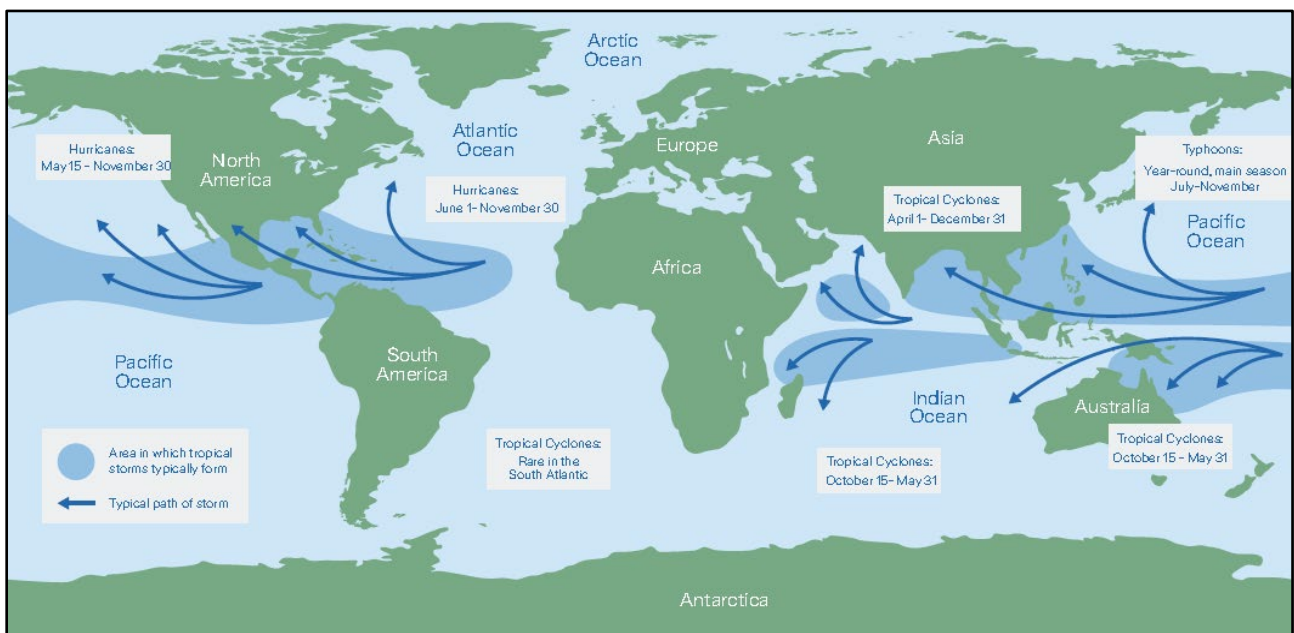 Arctic
Ocean
Atlantic
Ocean
Europe
Asia
North
America
Hurricanes:
May 15 - November 30
Hurricanes:
June 1 - November 30
Tropical Cyclones:
April 1 - December 31
Typhoons:
Year-round, main season
July-November
Pacific
Ocean
Africa
South
America
Pacific
Ocean
Indian
Ocean
Australia
Area in which tropical
storms typically form
Typical path of storm
Tropical Cyclones:
Rare in the
South Atlantic
Tropical Cyclones:
October 15 - May 31
Tropical Cyclones:
October 15 - May 31
Antarctica